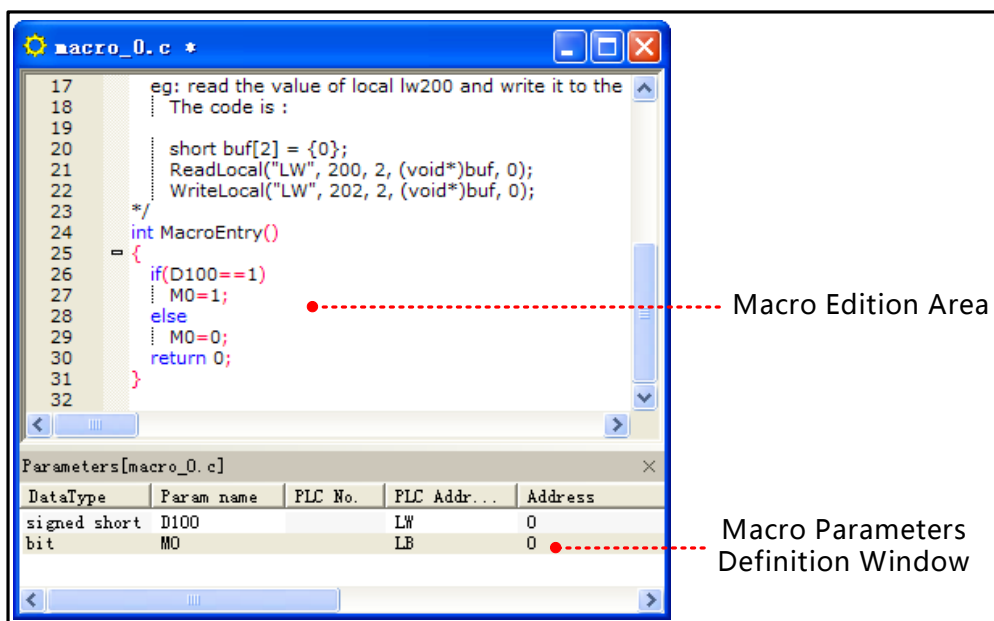 macro_0.c *
17 eg: read the value of local lw200 and write it to the
18 The code is :
19
20 short buf[2] = {0};
21 ReadLocal("LW", 200, 2, (void*)buf, 0);
22 WriteLocal("LW", 202, 2, (void*)buf, 0);
23 */
24 int MacroEntry()
25 {
26 if(D100==1)
27 M0=1;
28 else
29 M0=0;
30 return 0;
31 }
32
Macro Edition Area
Parameters[macro_0.c]
DataType Param name PLC No. PLC Addr... Address
signed short D100 LW 0
bit M0 LB 0
Macro Parameters
Definition Window